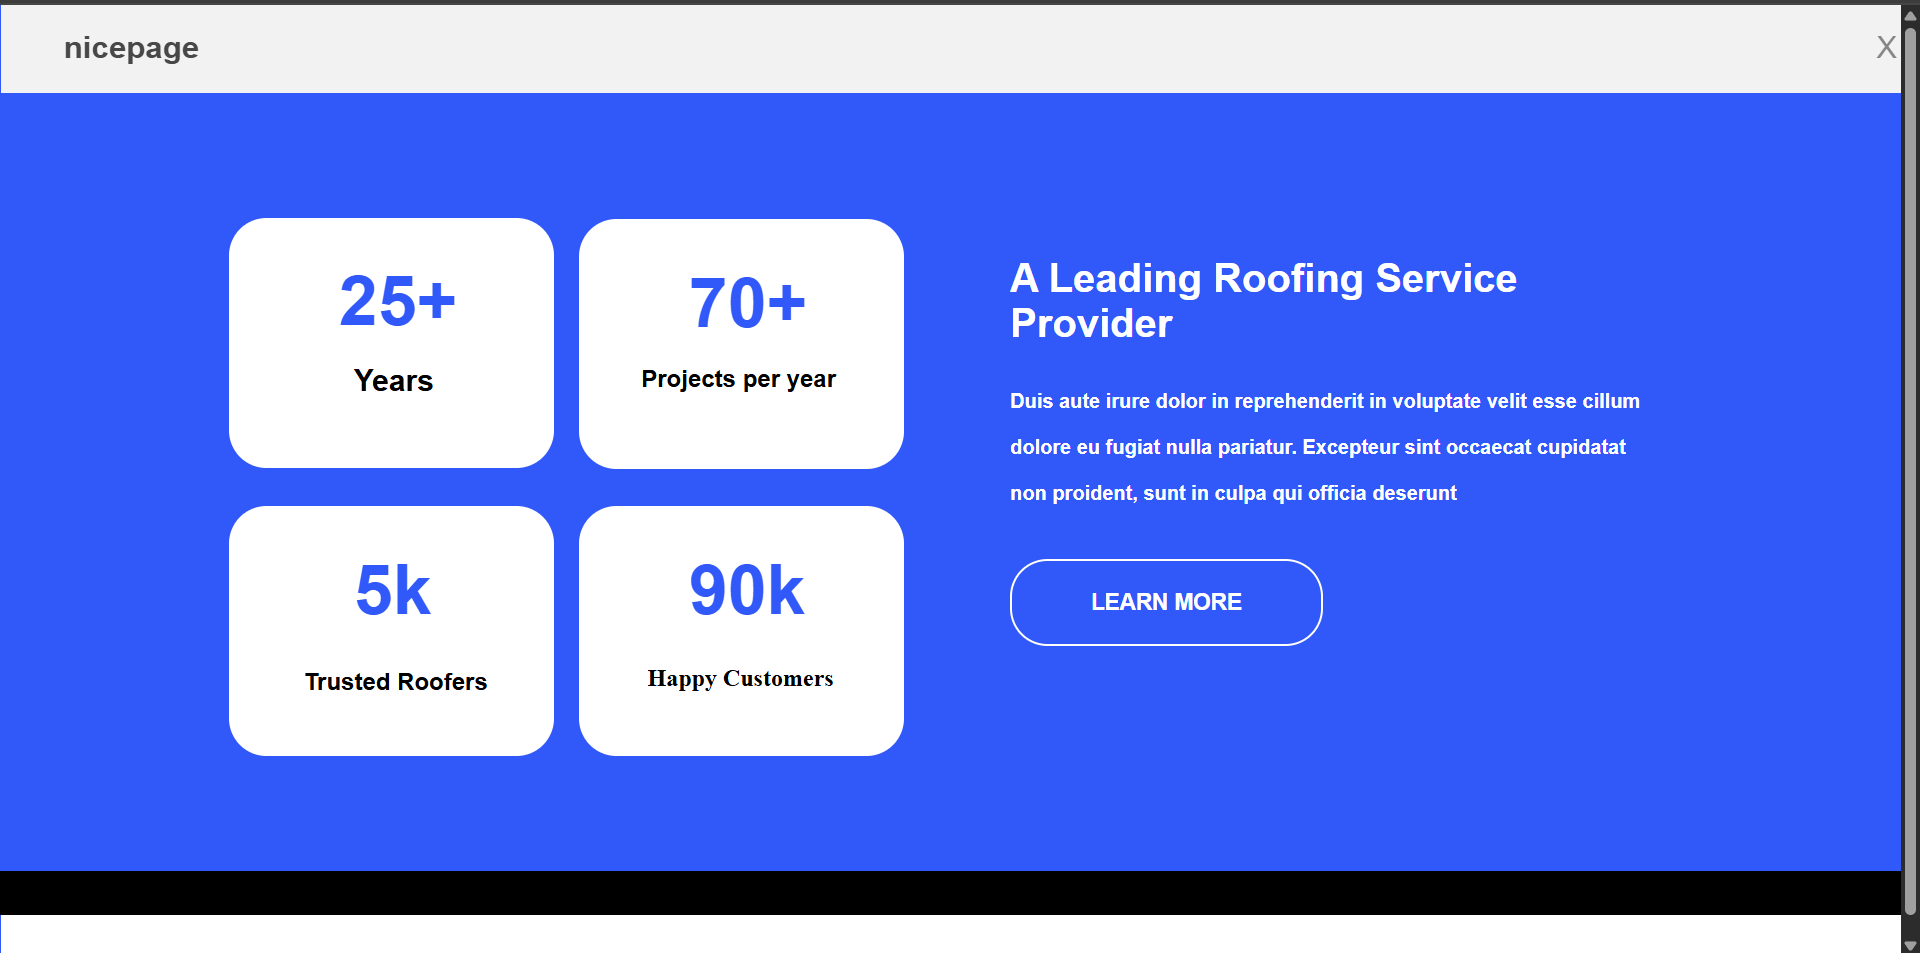 nicepage
X
25+
Years
70+
Projects per year
5k
Trusted Roofers
90k
Happy Customers
A Leading Roofing Service
Provider
Duis aute irure dolor in reprehenderit in voluptate velit esse cillum
dolore eu fugiat nulla pariatur. Excepteur sint occaecat cupidatat
non proident, sunt in culpa qui officia deserunt
LEARN MORE